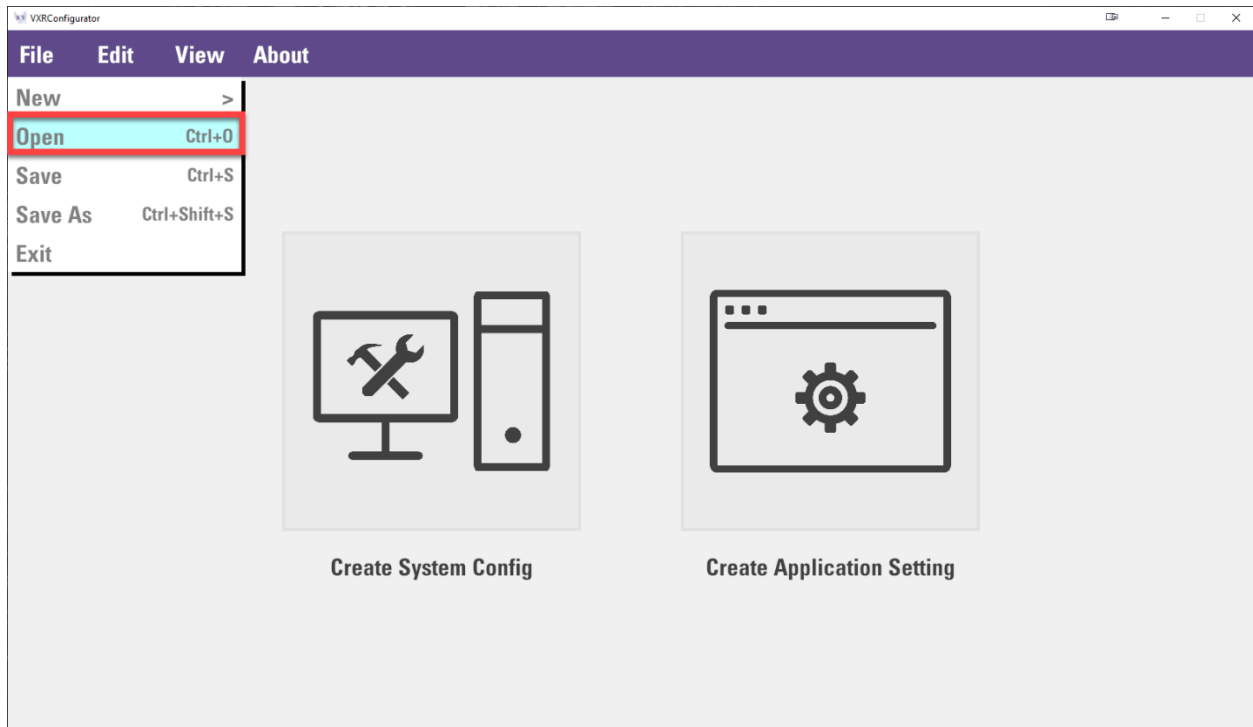 VXRConfigurator
File Edit View About
New >
Open Ctrl+O
Save Ctrl+S
Save As Ctrl+Shift+S
Exit
Create System Config
Create Application Setting